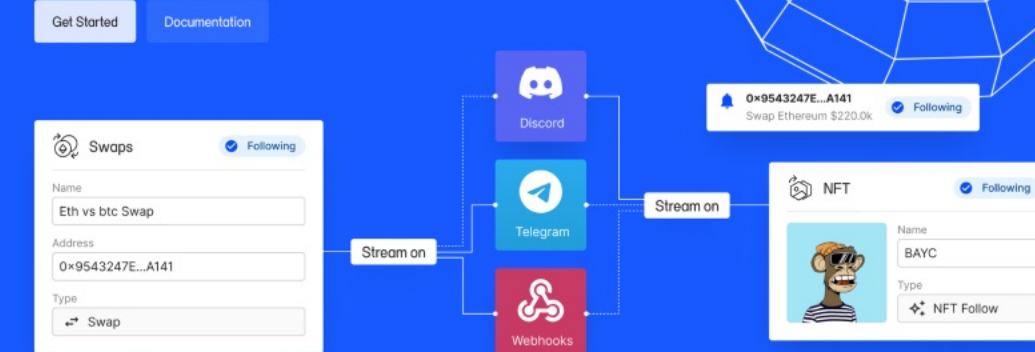 Get Started
Documentation
Discord
0×9543247E...A141
Swap Ethereum $220.0k
Following
Swaps
Following
Name
Eth vs btc Swap
Address
0×9543247E...A141
Type
Swap
Stream on
Telegram
Webhooks
Stream on
NFT
Following
Name
BAYC
Type
NFT Follow